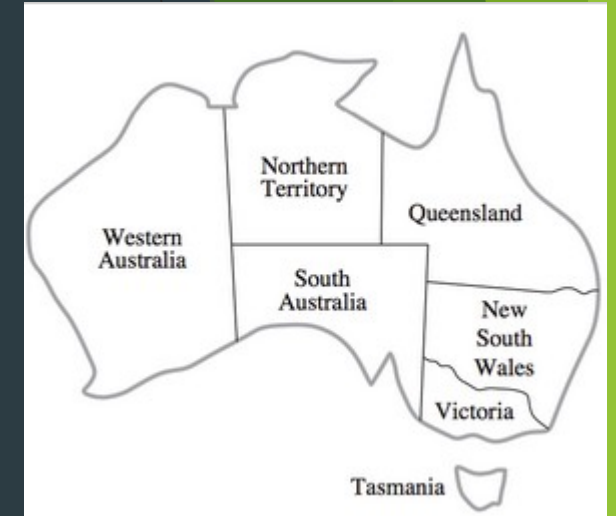 Northern
Territory
Western
Australia
Queensland
South
Australia
New
South
Wales
Victoria
Tasmania